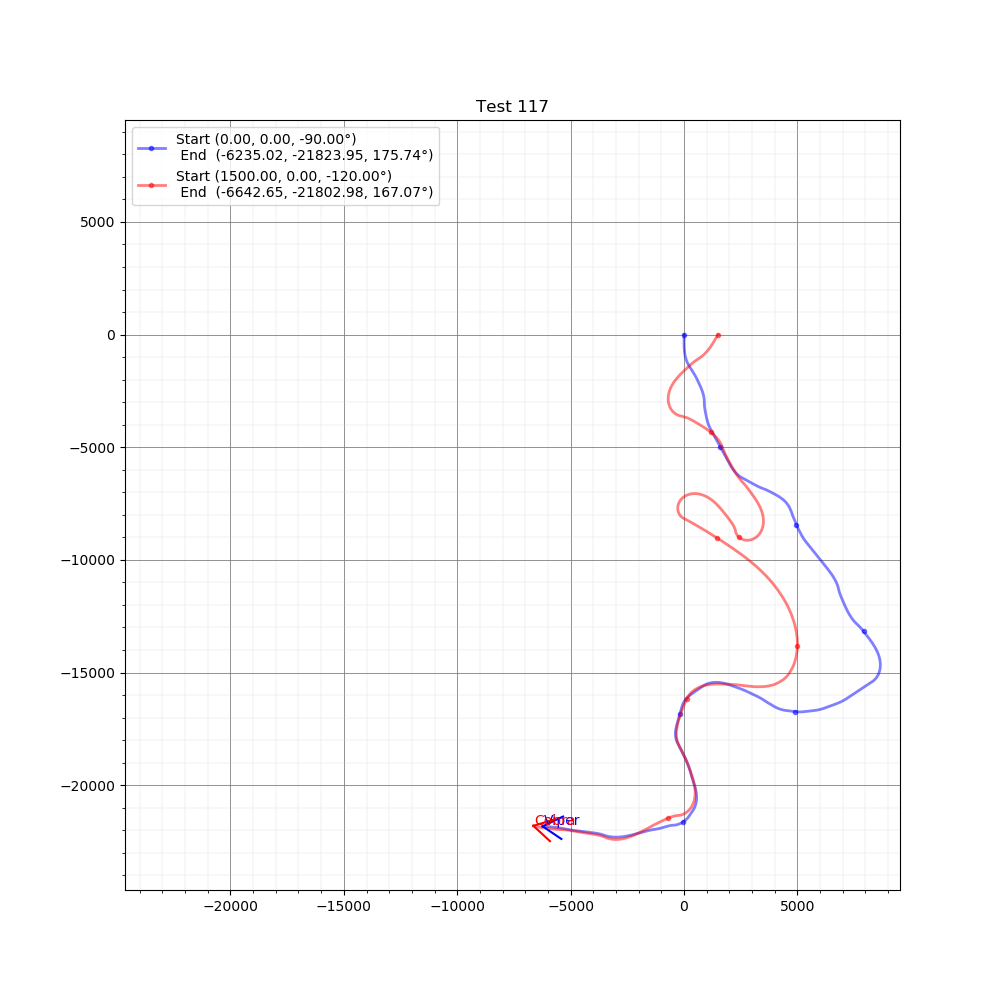 Test 117
Start (0.00, 0.00, -90.00°)
End (-6235.02, -21823.95, 175.74°)
Start (1500.00, 0.00, -120.00°)
End (-6642.65, -21802.98, 167.07°)
5000
0
−5000
−10000
−15000
−20000
−20000 −15000 −10000 −5000 0 5000